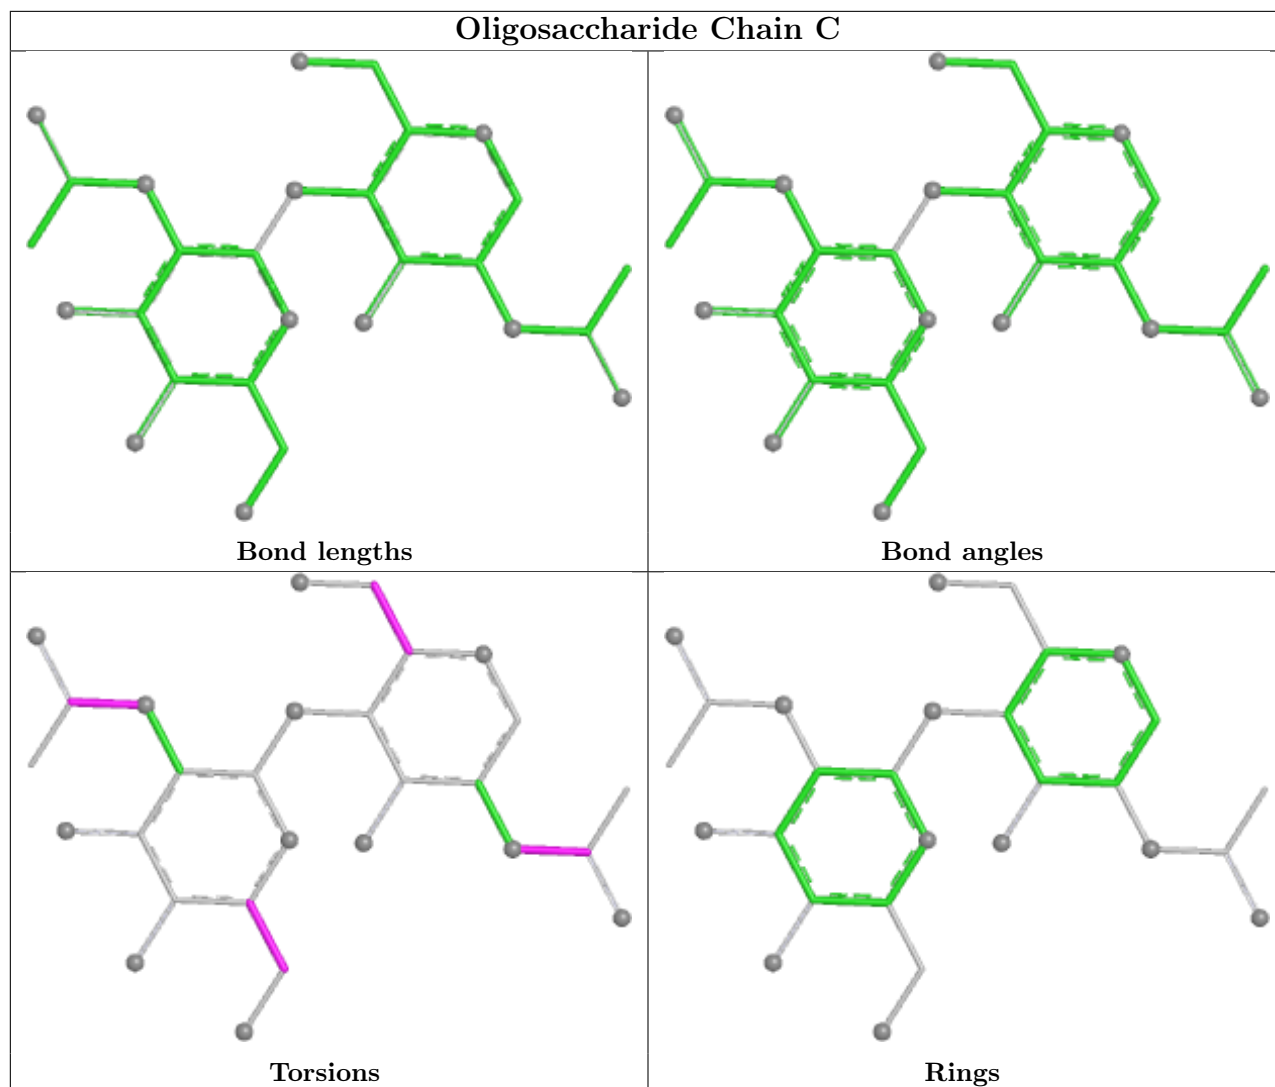 Oligosaccharide Chain C
Bond lengths
Bond angles
Torsions
Rings